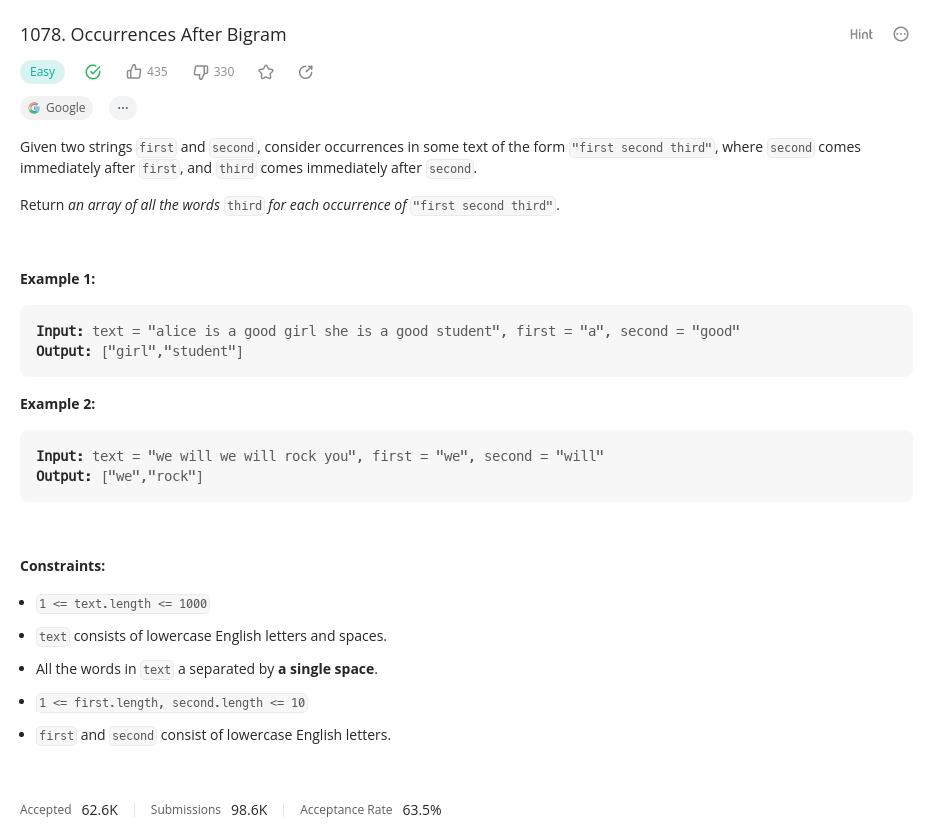 1078. Occurrences After Bigram
Hint
Easy 435 330
Google ...
Given two strings first and second, consider occurrences in some text of the form "first second third", where second comes
immediately after first, and third comes immediately after second.
Return an array of all the words third for each occurrence of "first second third".
Example 1:
Input: text = "alice is a good girl she is a good student", first = "a", second = "good"
Output: ["girl","student"]
Example 2:
Input: text = "we will we will rock you", first = "we", second = "will"
Output: ["we","rock"]
Constraints:
1 <= text.length <= 1000
text consists of lowercase English letters and spaces.
All the words in text a separated by a single space.
1 <= first.length, second.length <= 10
first and second consist of lowercase English letters.
Accepted 62.6K Submissions 98.6K Acceptance Rate 63.5%